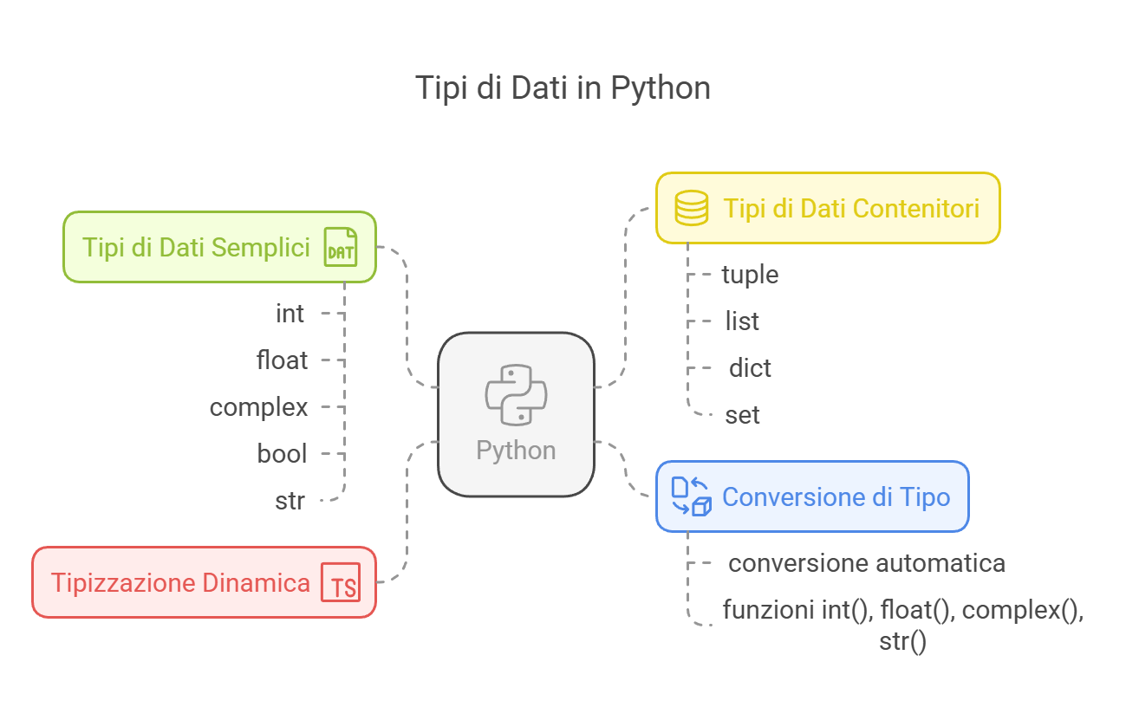 Tipi di Dati in Python
Tipi di Dati Semplici
DAT
int
float
complex
bool
str
Tipizzazione Dinamica
TS
Python
Tipi di Dati Contenitori
tuple
list
dict
set
Conversione di Tipo
conversione automatica
funzioni int(), float(), complex(),
str()